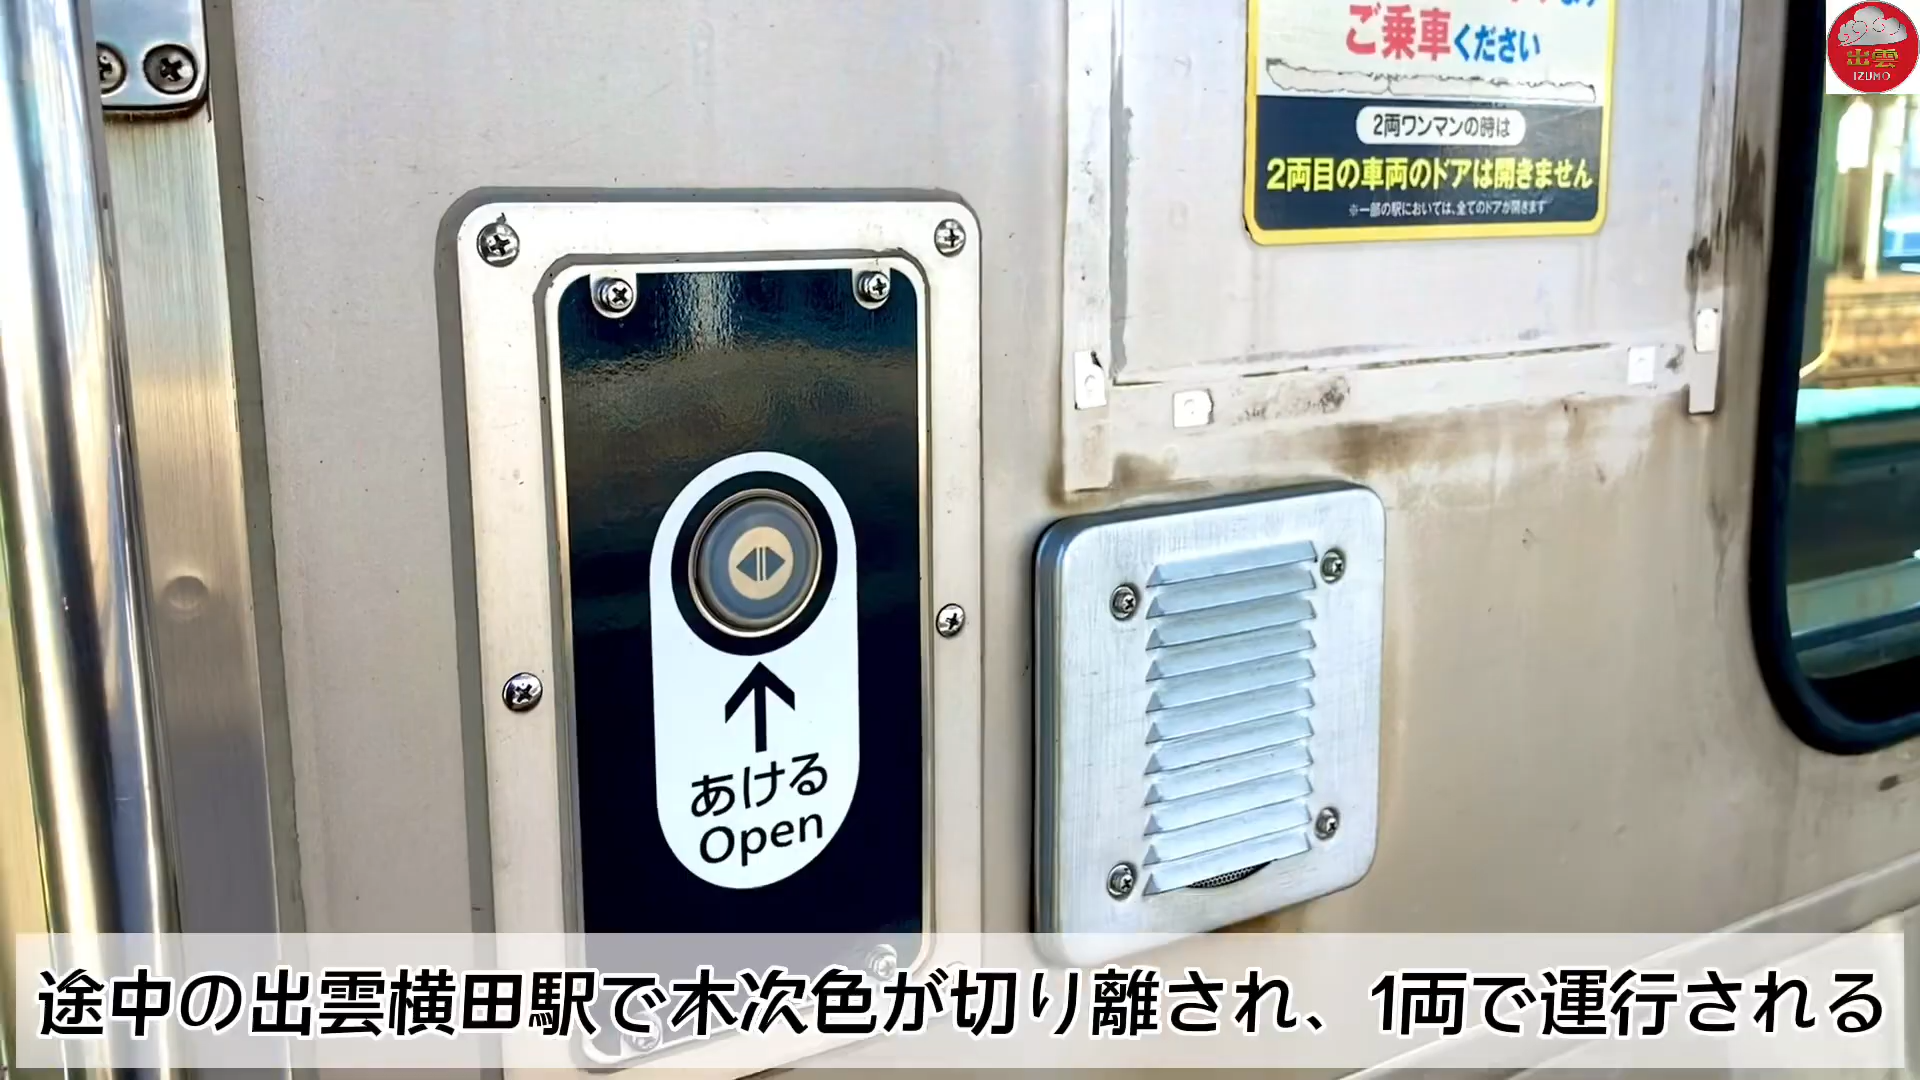 ご乗車ください
2両ワンマンの時は
2両目の車両のドアは開きません
※一部の駅においては、全てのドアが開きます
出雲
IZUMO
あける
Open
途中の出雲横田駅で木次色が切り離され、1両で運行される